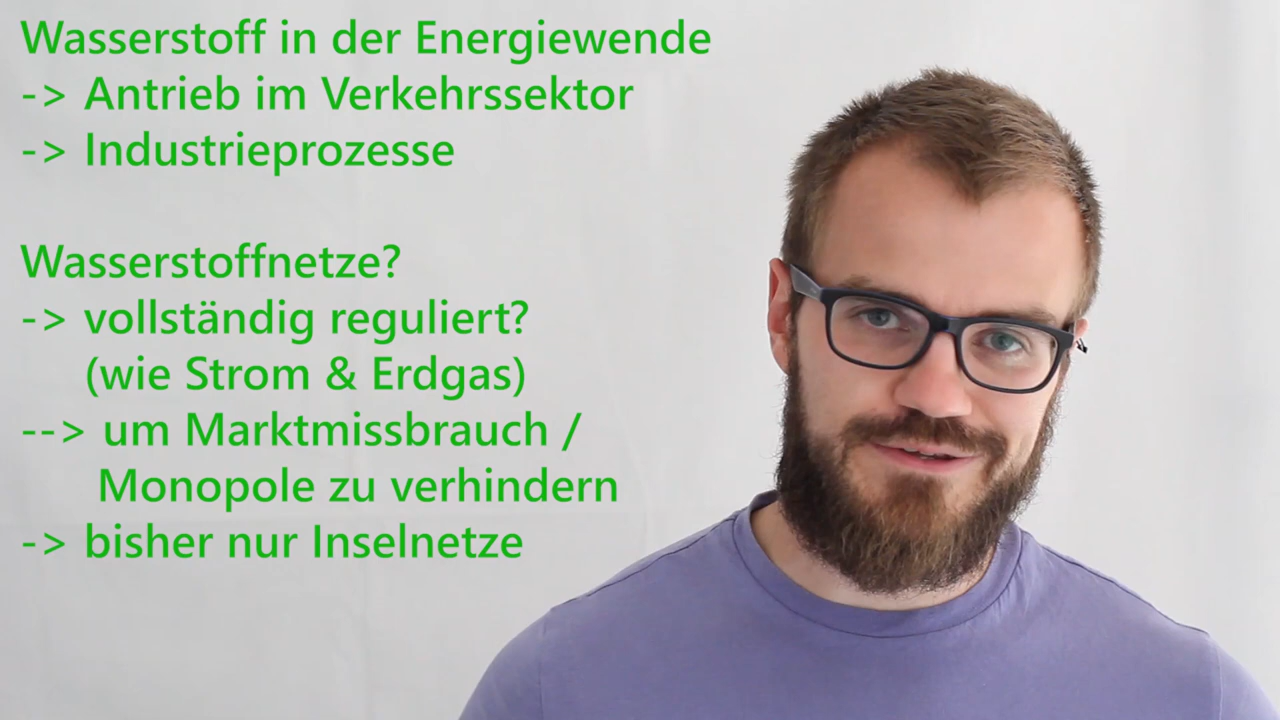 Wasserstoff in der Energiewende
-> Antrieb im Verkehrssektor
-> Industrieprozesse
Wasserstoffnetze?
-> vollständig reguliert?
(wie Strom & Erdgas)
--> um Marktmissbrauch /
Monopole zu verhindern
-> bisher nur Inselnetze